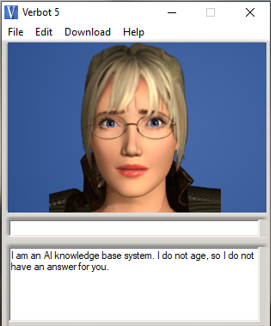 Verbot 5
File Edit Download Help
I am an AI knowledge base system. I do not age, so I do not
have an answer for you.